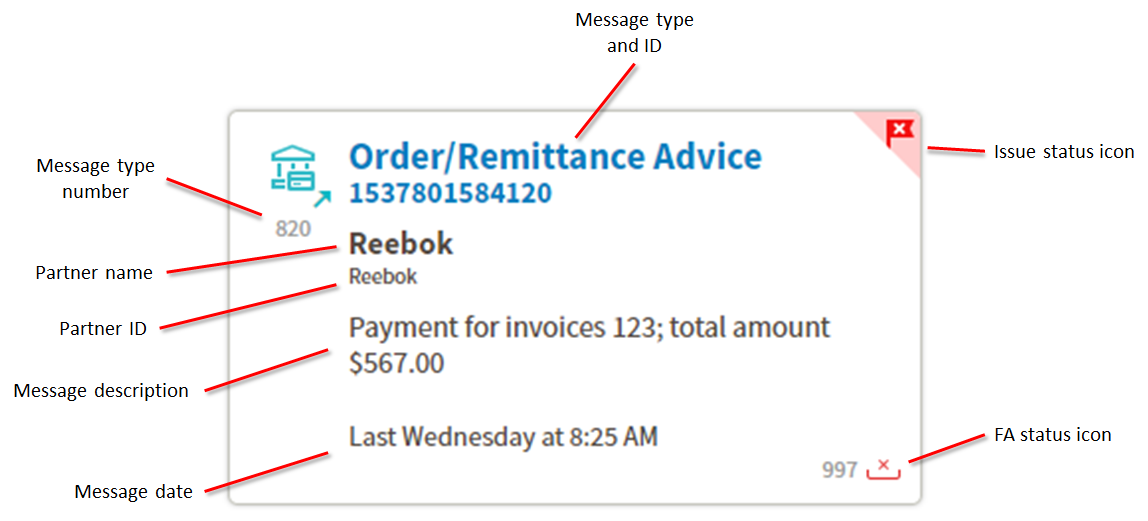 Message type
and ID
Message type
number
Partner name
Partner ID
Message description
Message date
Order/Remittance Advice
1537801584120
820
Reebok
Reebok
Payment for invoices 123; total amount
$567.00
Last Wednesday at 8:25 AM
997
Issue status icon
FA status icon